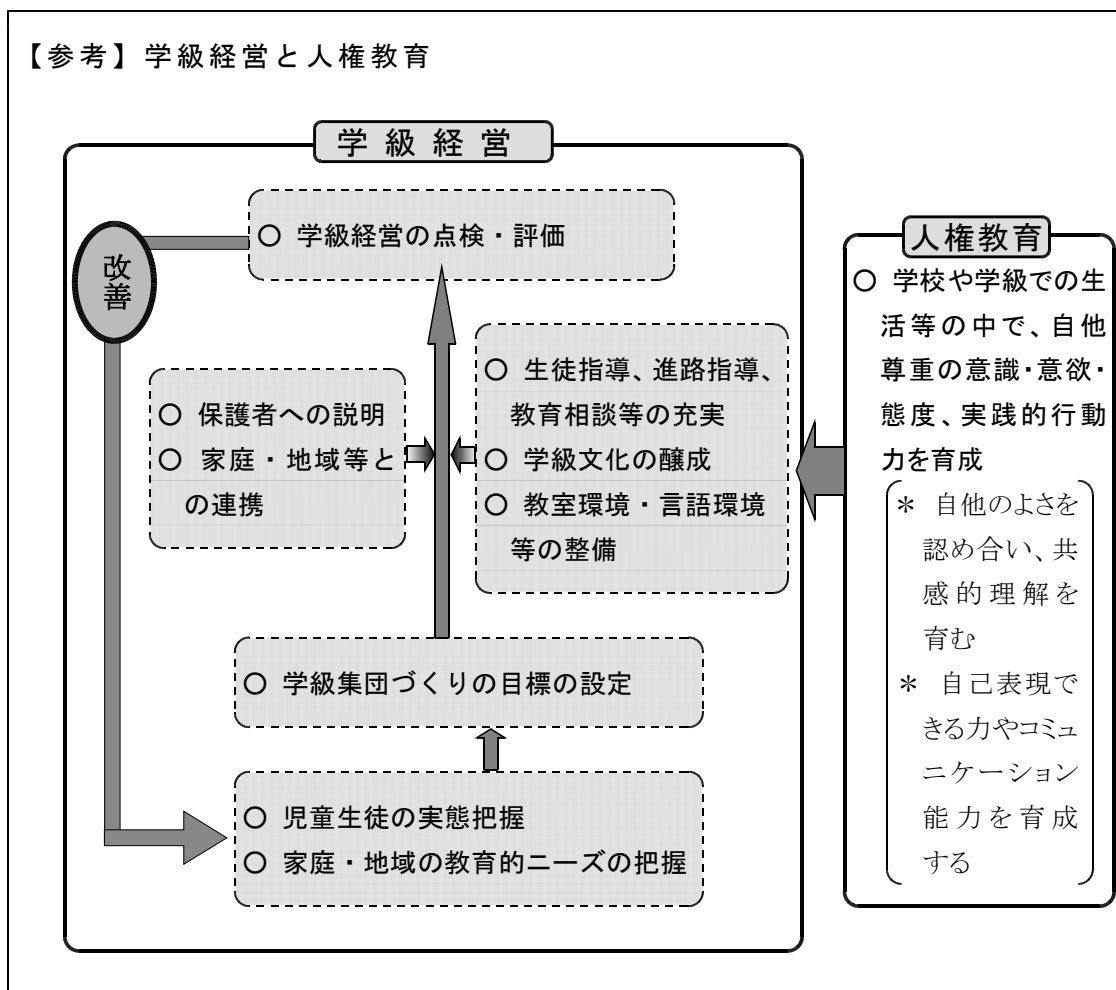 【参考】学級経営と人権教育
学級経営
○ 学級経営の点検・評価
改
善
○ 保護者への説明
○ 家庭・地域等と
の連携
○ 生徒指導、進路指導、
教育相談等の充実
○ 学級文化の醸成
○ 教室環境・言語環境
等の整備
○ 学級集団づくりの目標の設定
○ 児童生徒の実態把握
○ 家庭・地域の教育的ニーズの把握
人権教育
○ 学校や学級での生
活等の中で、自他
尊重の意識・意欲・
態度、実践的行動
力を育成
＊ 自他のよさを
認め合い、共
感的理解を
育む
＊ 自己表現で
きる力やコミュ
ニケーション
能力を育成
する